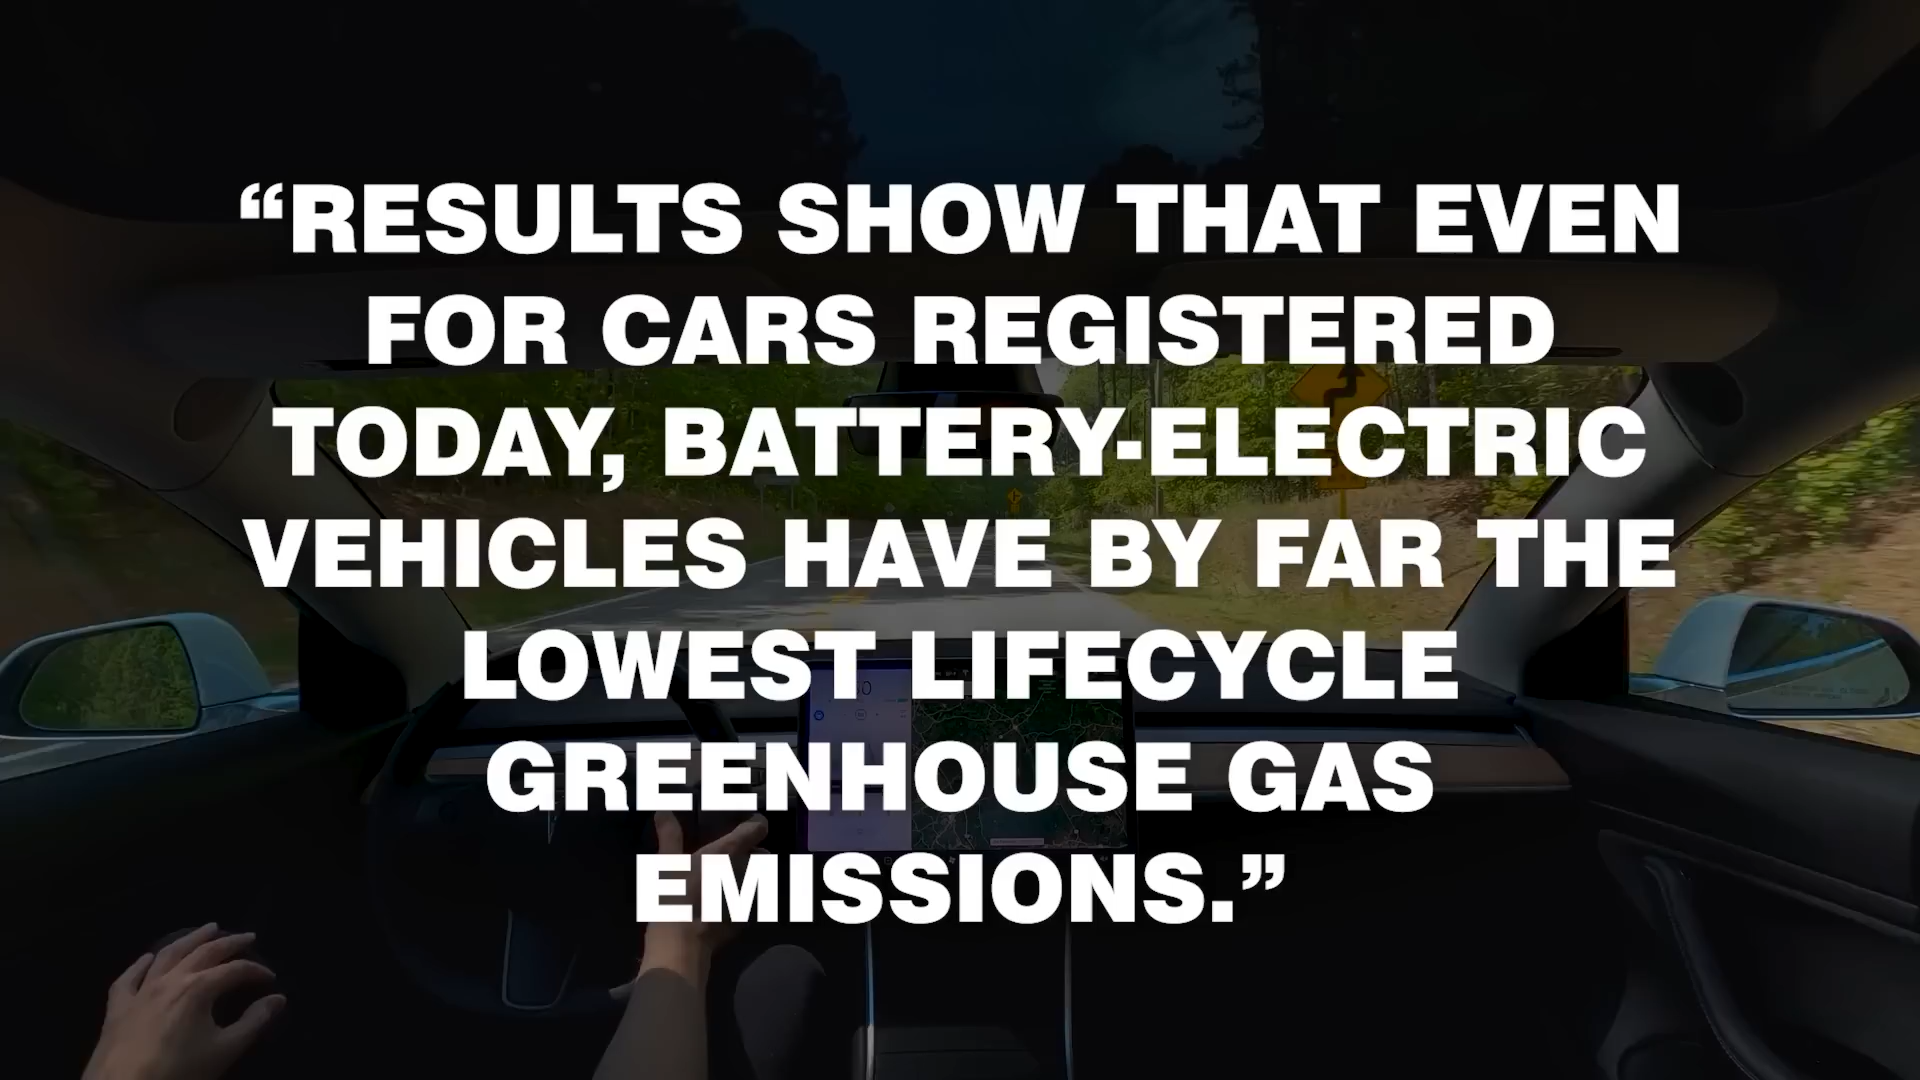 “RESULTS SHOW THAT EVEN
FOR CARS REGISTERED
TODAY, BATTERY-ELECTRIC
VEHICLES HAVE BY FAR THE
LOWEST LIFECYCLE
GREENHOUSE GAS
EMISSIONS.”